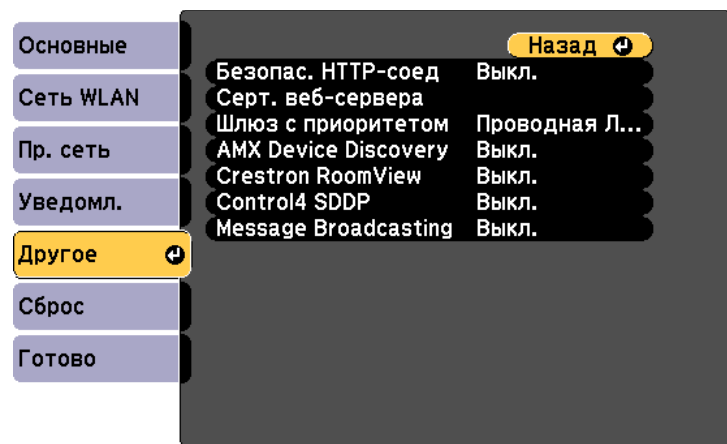 Основные
Сеть WLAN
Пр. сеть
Уведомл.
Другое
Сброс
Готово
Назад
Безопас. HTTP-соед Выкл.
Серт. веб-сервера
Шлюз с приоритетом Проводная Л...
AMX Device Discovery Выкл.
Crestron RoomView Выкл.
Control4 SDDP Выкл.
Message Broadcasting Выкл.